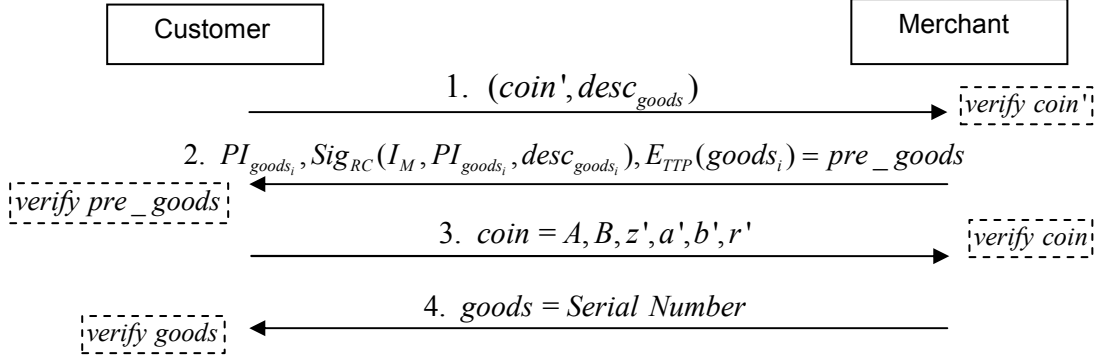 Customer
Merchant
1. (coin', desc_goods)
verify coin'
2. PI_goods_i, Sig_RC(I_M, PI_goods_i, desc_goods_i), E_TTP(goods_i) = pre_goods
verify pre_goods
3. coin = A, B, z', a', b', r'
verify coin
4. goods = Serial Number
verify goods